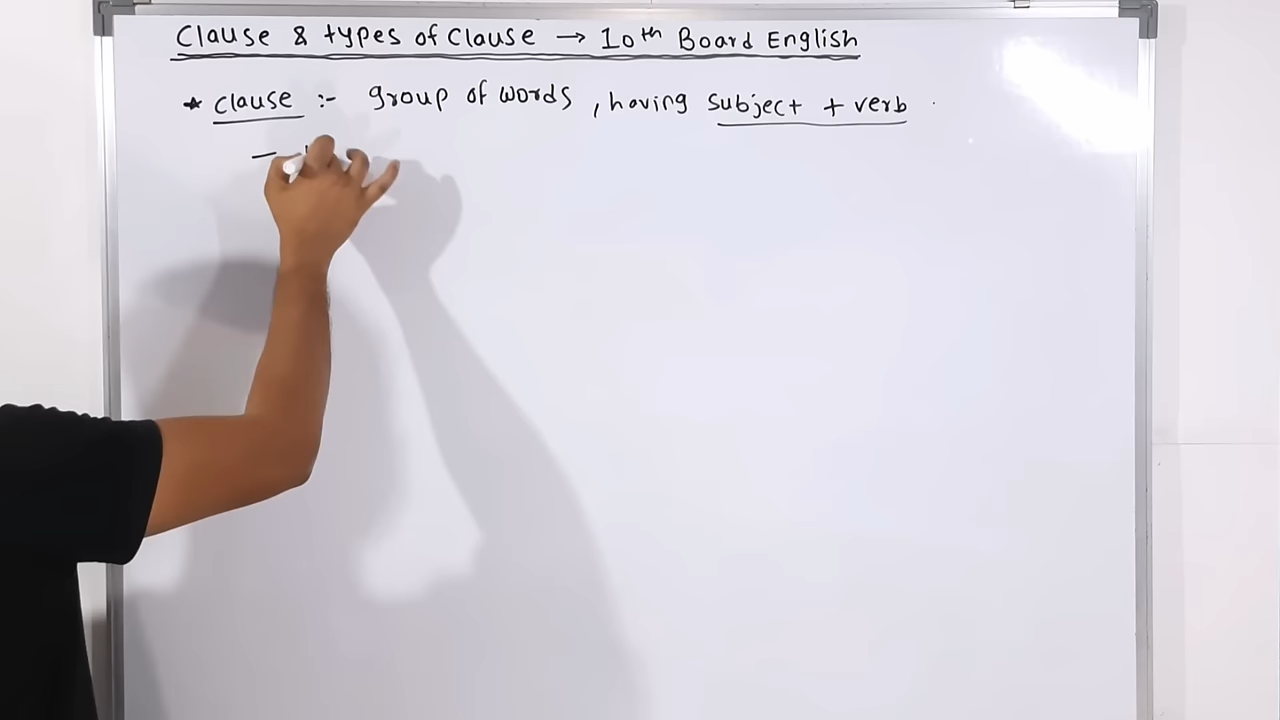 Clause & types of Clause → 10th Board English
* Clause :- group of words , having subject + verb
-